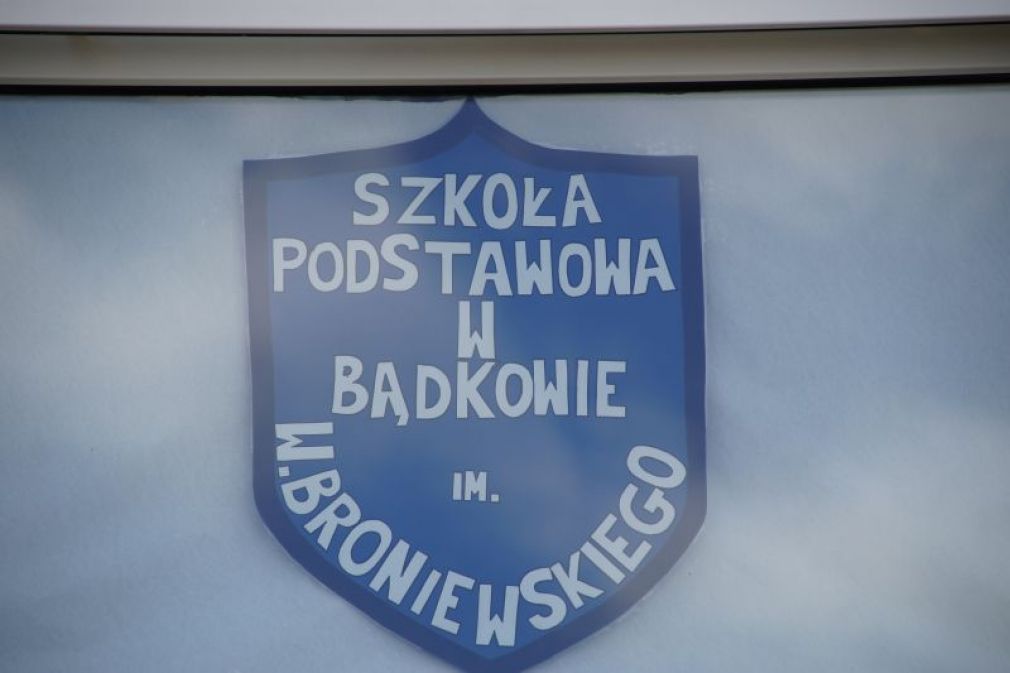 SZKOŁA
PODSTAWOWA
W
BĄDKOWIE
IM.
W.BRONIEWSKIEGO